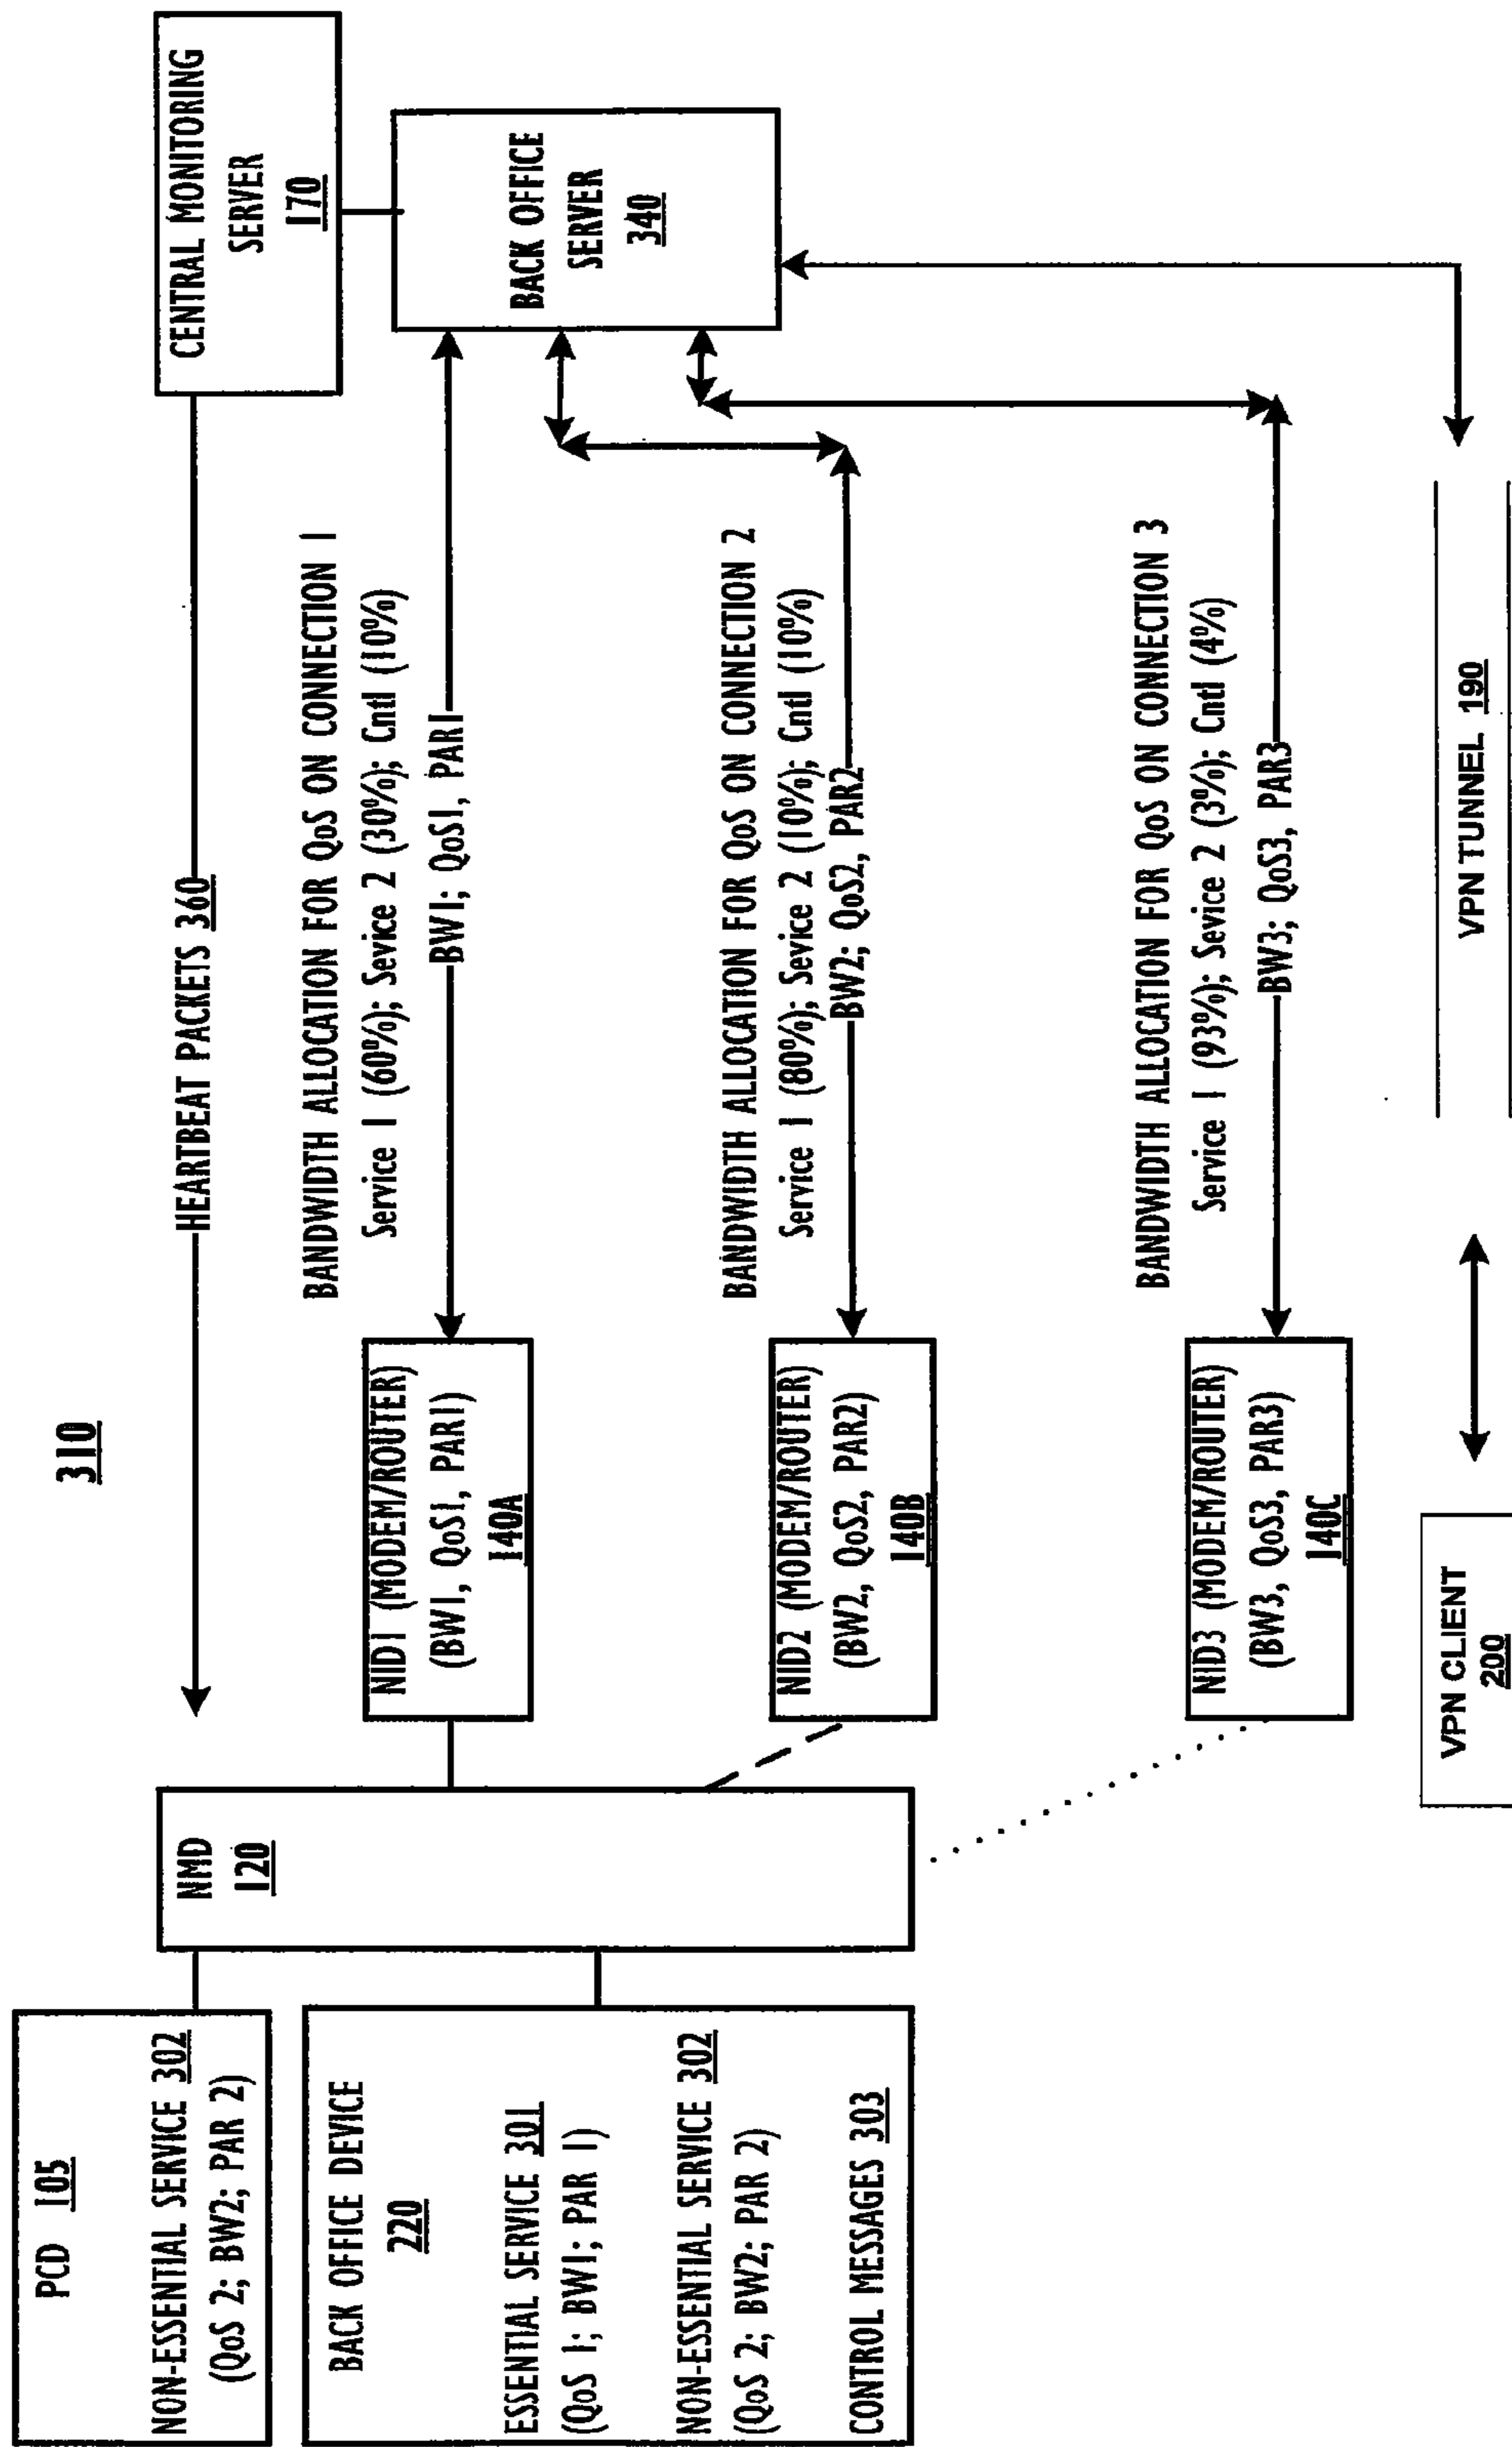 310
PCD 105
NON-ESSENTIAL SERVICE 302
(QoS 2; BW2; PAR 2)
BACK OFFICE DEVICE
220
ESSENTIAL SERVICE 301
(QoS 1; BW1; PAR 1)
NON-ESSENTIAL SERVICE 302
(QoS 2; BW2; PAR 2)
CONTROL MESSAGES 303
NMD
120
HEARTBEAT PACKETS 360
CENTRAL MONITORING
SERVER
170
BACK OFFICE
SERVER
340
NID1 (MODEM/ROUTER)
(BW1, QoS1, PAR1)
140A
BANDWIDTH ALLOCATION FOR QoS ON CONNECTION 1
Service 1 (60%); Sevice 2 (30%); Cntl (10%)
BW1; QoS1, PAR1
NID2 (MODEM/ROUTER)
(BW2, QoS2, PAR2)
140B
BANDWIDTH ALLOCATION FOR QoS ON CONNECTION 2
Service 1 (80%); Sevice 2 (10%); Cntl (10%)
BW2; QoS2, PAR2
NID3 (MODEM/ROUTER)
(BW3, QoS3, PAR3)
140C
BANDWIDTH ALLOCATION FOR QoS ON CONNECTION 3
Service 1 (93%); Sevice 2 (3%); Cntl (4%)
BW3; QoS3, PAR3
VPN CLIENT
200
VPN TUNNEL 190